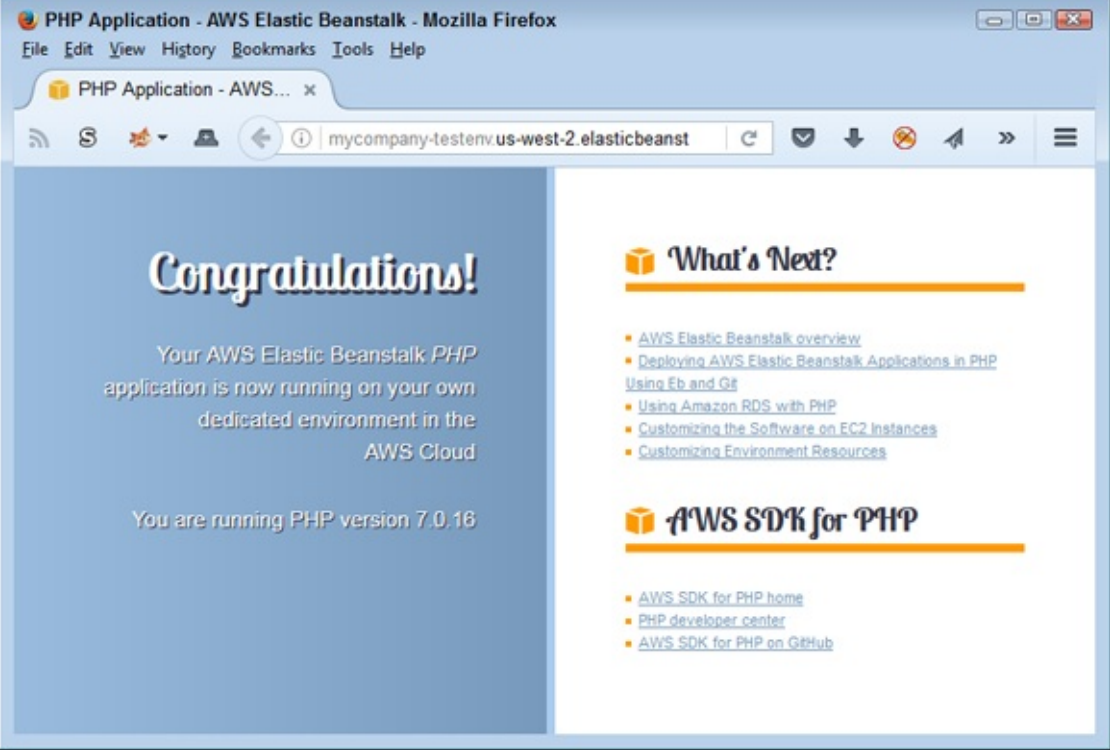 PHP Application - AWS Elastic Beanstalk - Mozilla Firefox
File Edit View History Bookmarks Tools Help
PHP Application - AWS...
S
mycompany-testenv.us-west-2.elasticbeanst
Congratulations!
Your AWS Elastic Beanstalk PHP
application is now running on your own
dedicated environment in the
AWS Cloud
You are running PHP version 7.0.16
What's Next?
AWS Elastic Beanstalk overview
Deploying AWS Elastic Beanstalk Applications in PHP
Using Eb and Git
Using Amazon RDS with PHP
Customizing the Software on EC2 Instances
Customizing Environment Resources
AWS SDK for PHP
AWS SDK for PHP home
PHP developer center
AWS SDK for PHP on GitHub